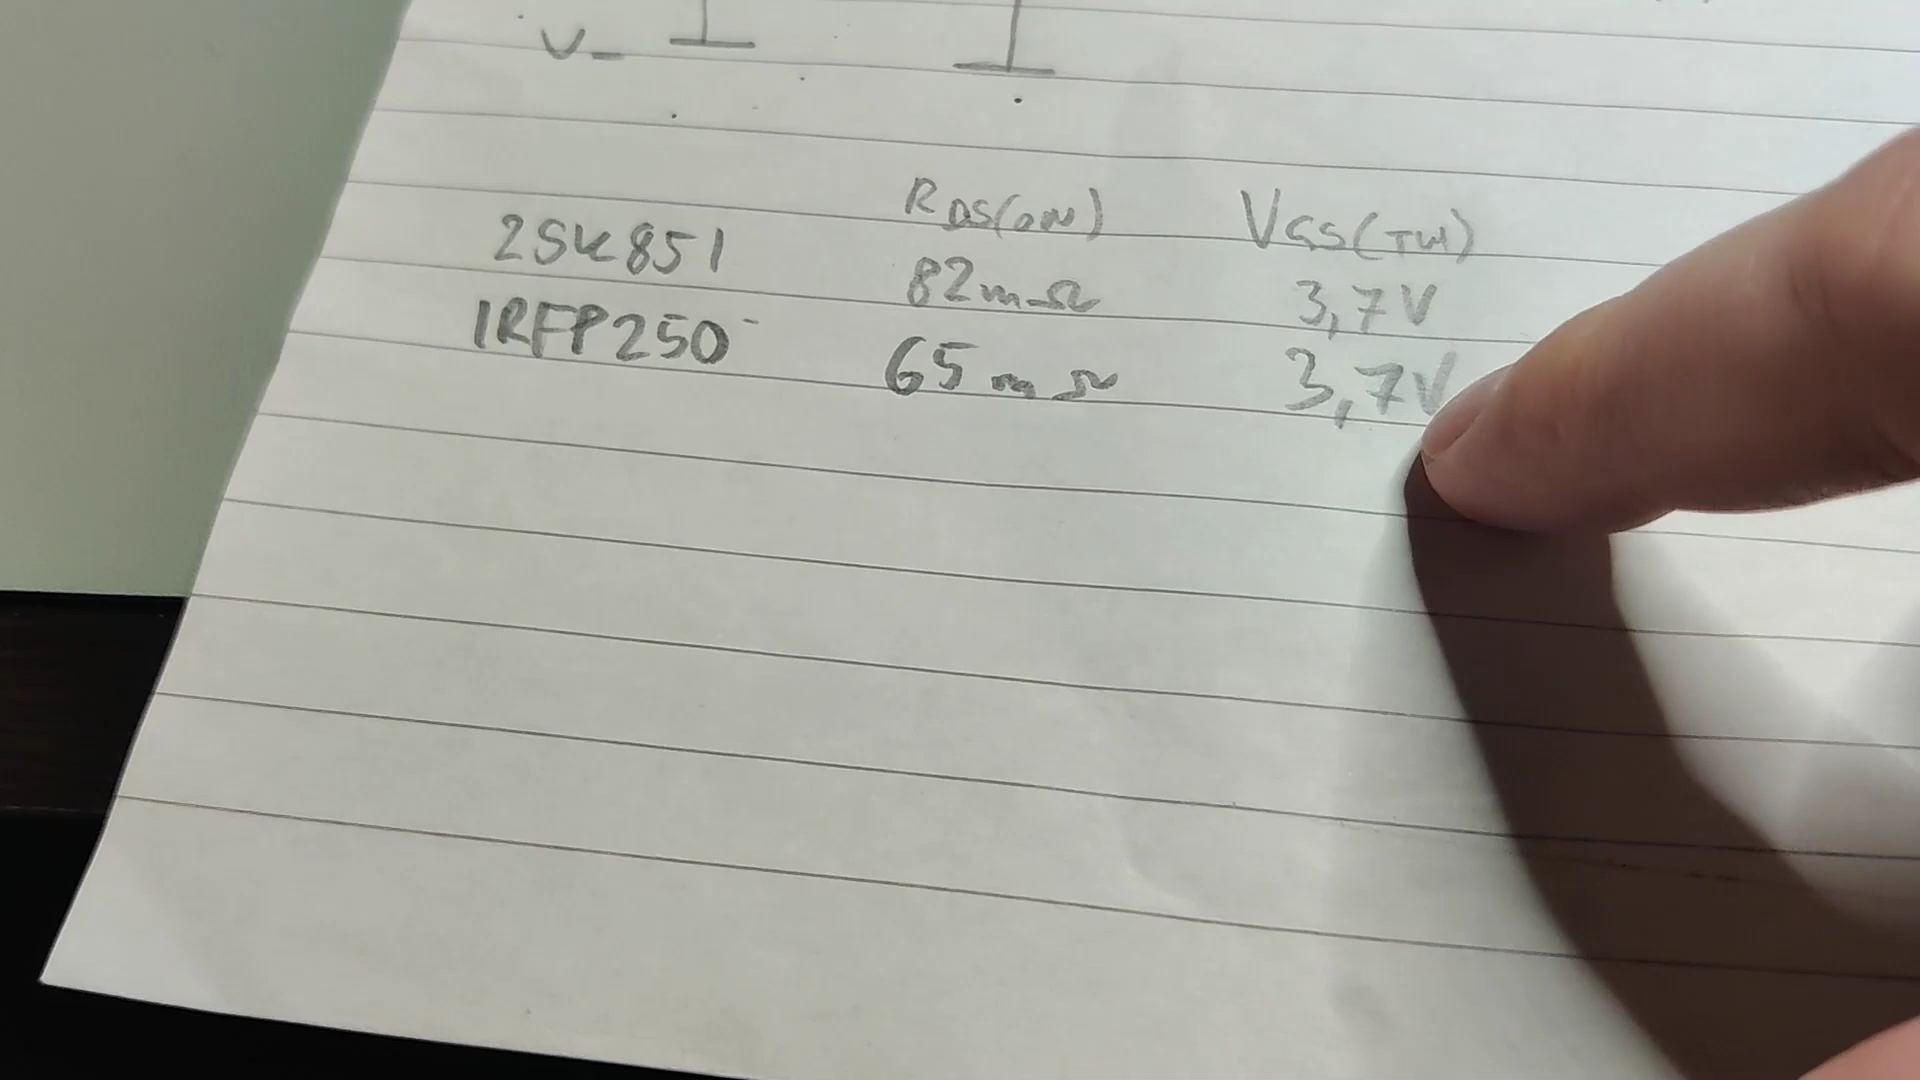 V-
RDS(ON) VGS(TH)
2SK851 82mΩ 3,7V
IRFP250 65mΩ 3,7V